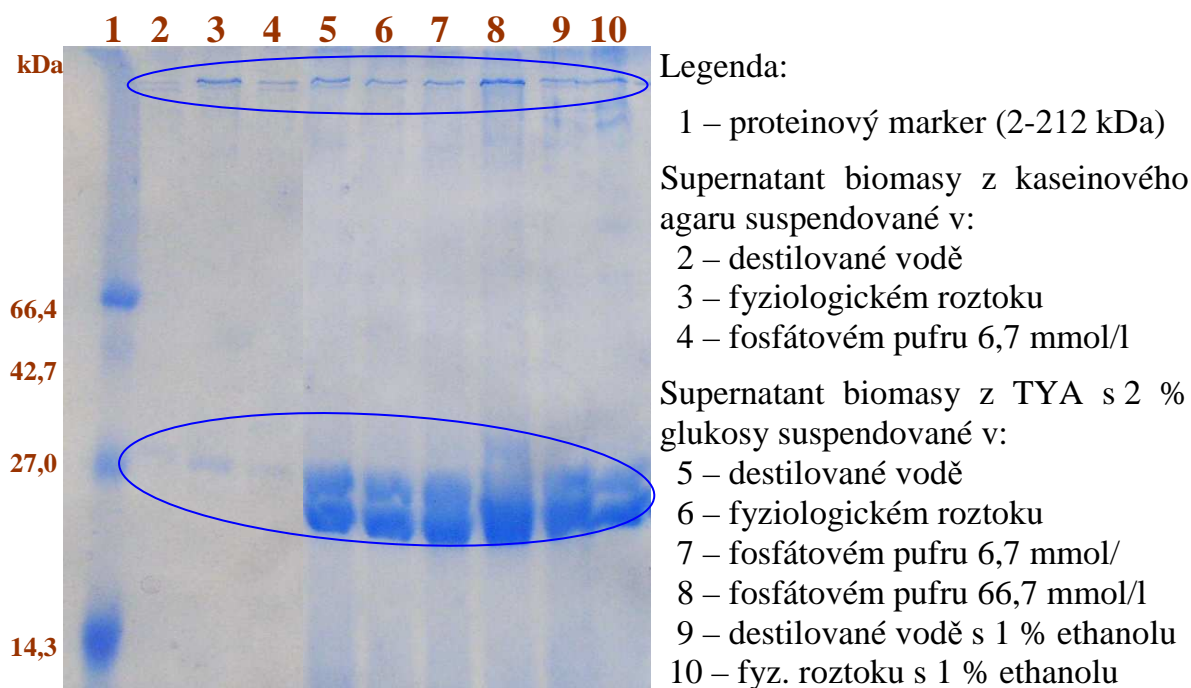 1 2 3 4 5 6 7 8 9 10
kDa
66,4
42,7
27,0
14,3
Legenda:
1 – proteinový marker (2-212 kDa)
Supernatant biomasy z kaseinového
agaru suspendované v:
2 – destilované vodě
3 – fyziologickém roztoku
4 – fosfátovém pufru 6,7 mmol/l
Supernatant biomasy z TYA s 2 %
glukosy suspendované v:
5 – destilované vodě
6 – fyziologickém roztoku
7 – fosfátovém pufru 6,7 mmol/
8 – fosfátovém pufru 66,7 mmol/l
9 – destilované vodě s 1 % ethanolu
10 – fyz. roztoku s 1 % ethanolu